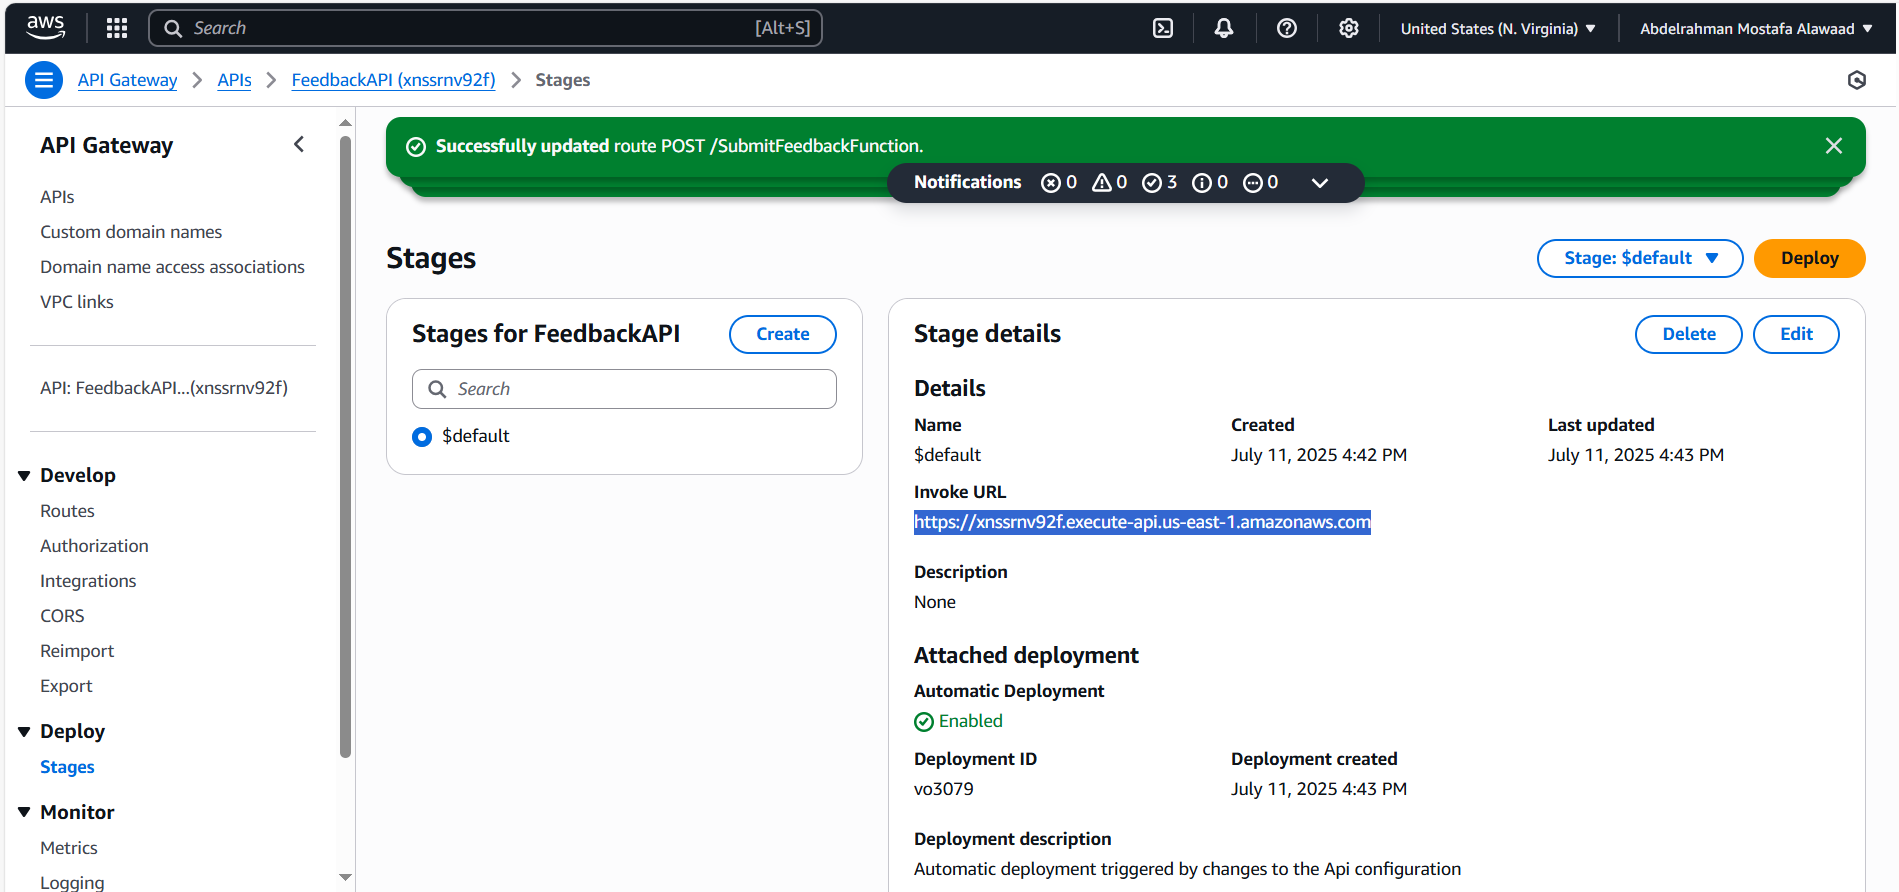 aws
Search [Alt+S]
United States (N. Virginia)
Abdelrahman Mostafa Alawaad
API Gateway
APIs
FeedbackAPI (xnssrnv92f)
Stages
API Gateway
APIs
Custom domain names
Domain name access associations
VPC links
API: FeedbackAPI...(xnssrnv92f)
Develop
Routes
Authorization
Integrations
CORS
Reimport
Export
Deploy
Stages
Monitor
Metrics
Logging
Successfully updated route POST /SubmitFeedbackFunction.
Notifications 0 0 3 0 0
Stages
Stage: $default
Deploy
Stages for FeedbackAPI
Create
Search
$default
Stage details
Delete
Edit
Details
Name
$default
Created
July 11, 2025 4:42 PM
Last updated
July 11, 2025 4:43 PM
Invoke URL
https://xnssrnv92f.execute-api.us-east-1.amazonaws.com
Description
None
Attached deployment
Automatic Deployment
Enabled
Deployment ID
vo3079
Deployment created
July 11, 2025 4:43 PM
Deployment description
Automatic deployment triggered by changes to the Api configuration